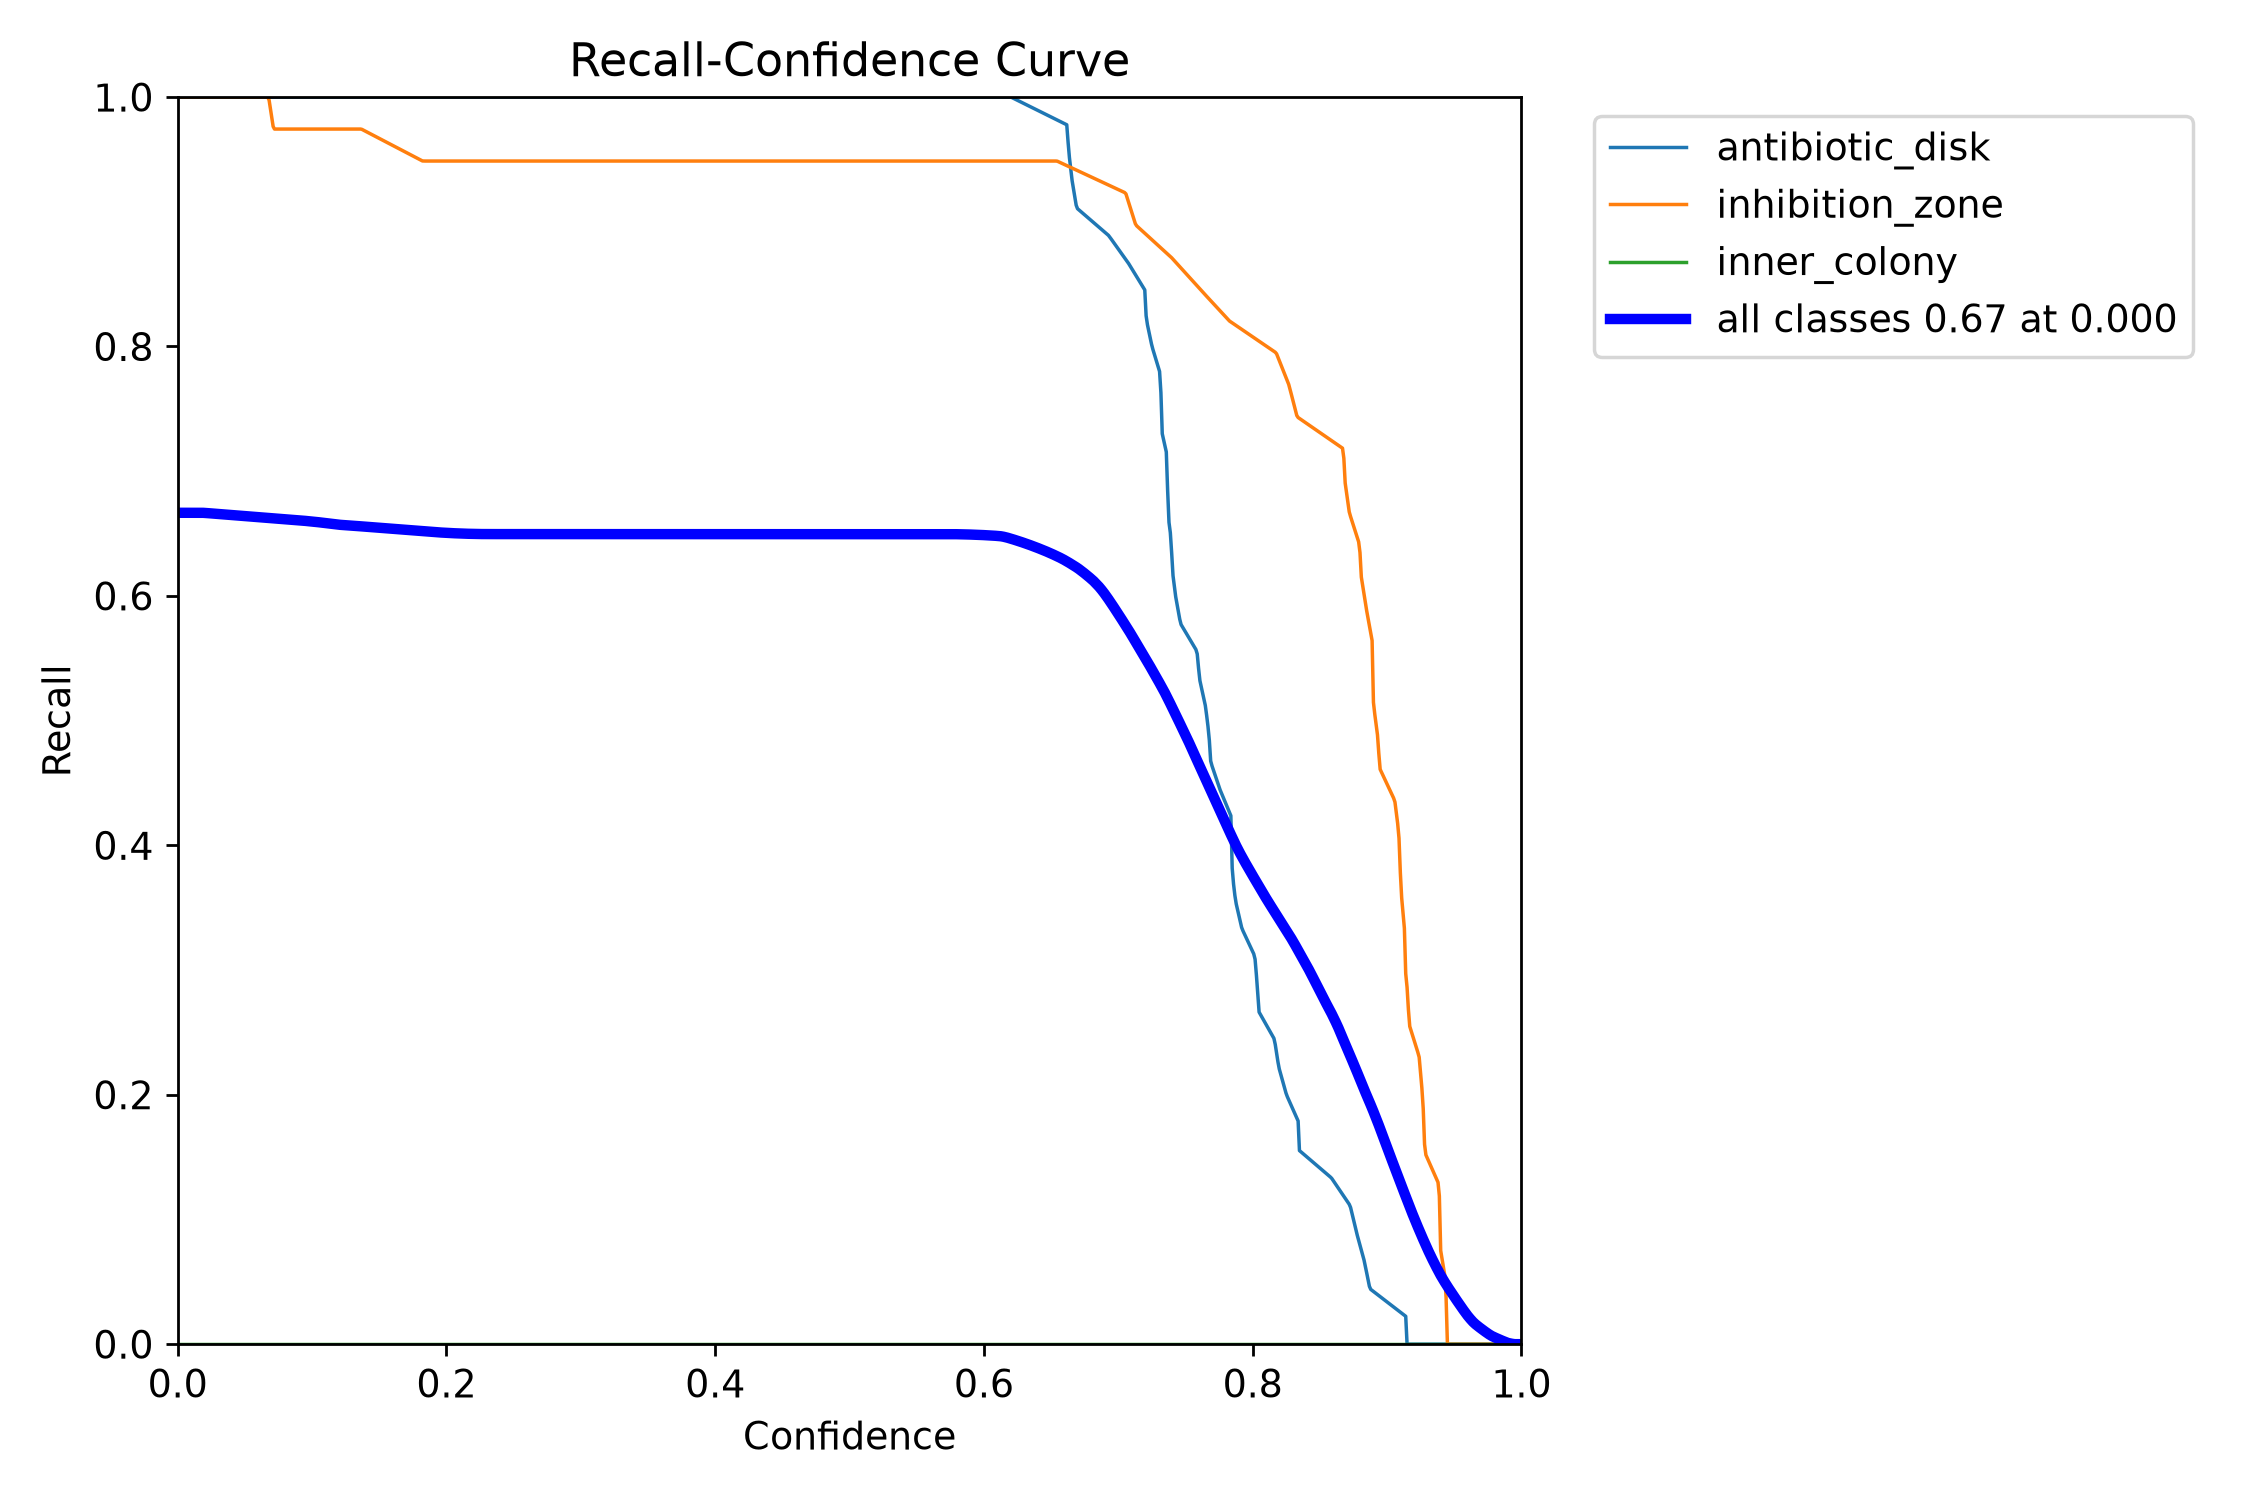 Recall-Confidence Curve
1.0
0.8
0.6
0.4
0.2
0.0
Recall
0.0 0.2 0.4 0.6 0.8 1.0
Confidence
antibiotic_disk
inhibition_zone
inner_colony
all classes 0.67 at 0.000